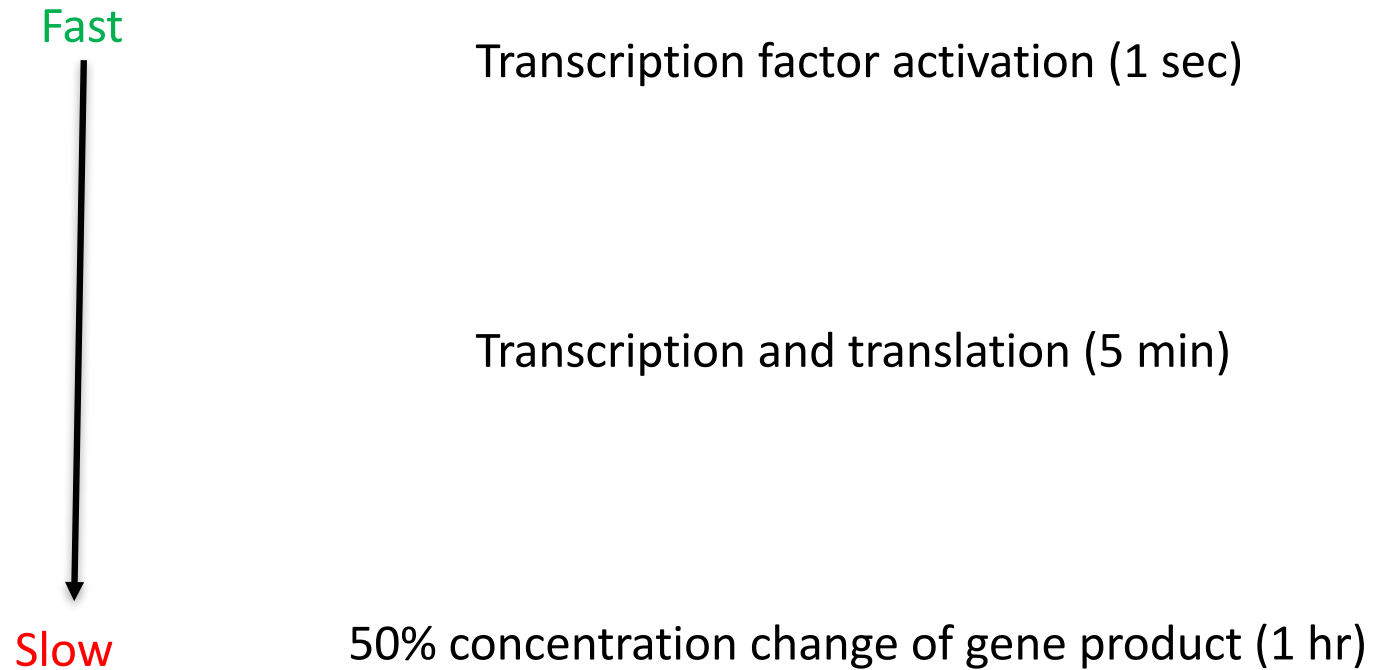 Fast
Transcription factor activation (1 sec)
Transcription and translation (5 min)
Slow
50% concentration change of gene product (1 hr)